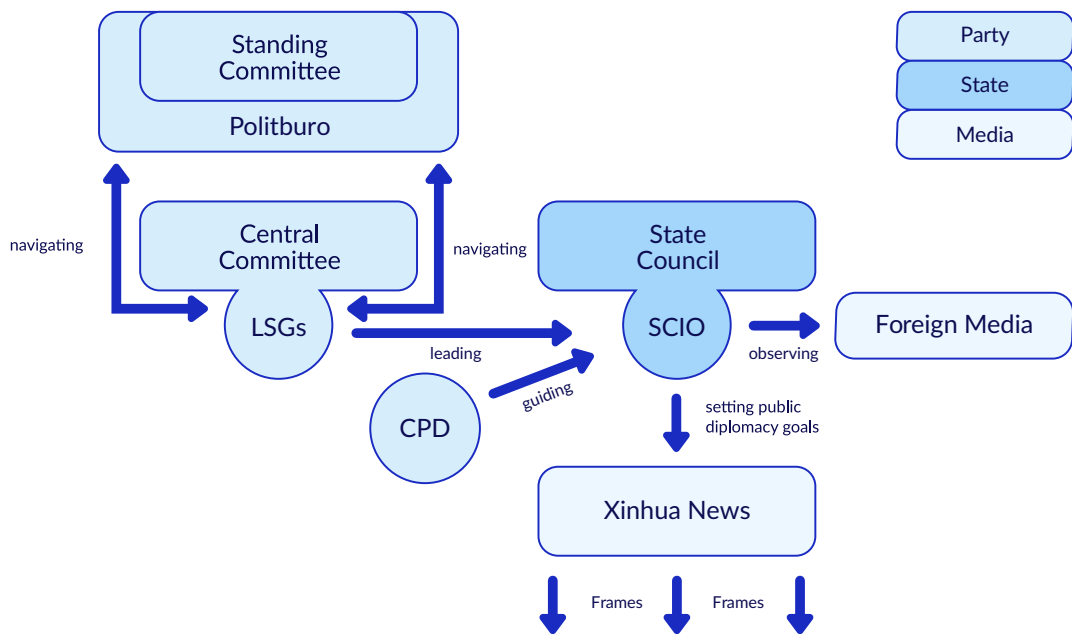 Standing
Committee
Politburo
Party
State
Media
navigating
Central
Committee
navigating
State
Council
LSGs
leading
SCIO
observing
Foreign Media
guiding
CPD
setting public
diplomacy goals
Xinhua News
Frames
Frames